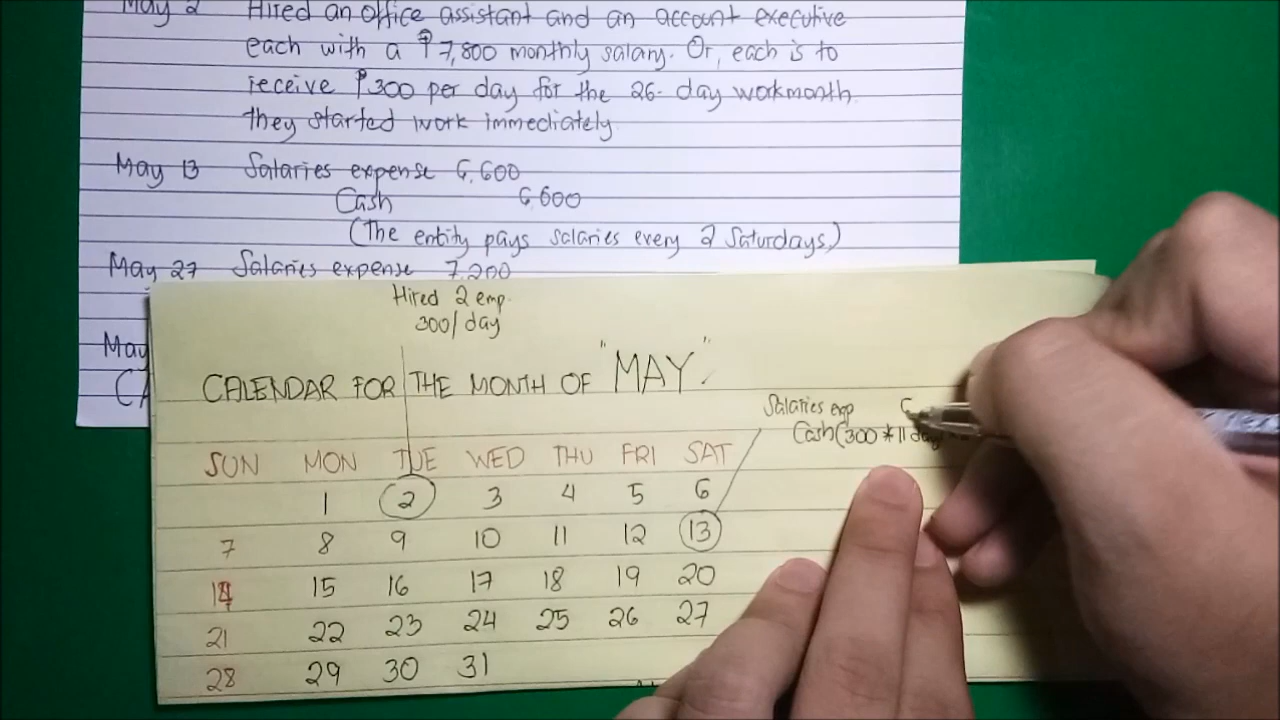 May 2 Hired an office assistant and an account executive
each with a ₱7,800 monthly salary. Or, each is to
receive ₱300 per day for the 26-day workmonth.
they started work immediately.
May 13 Salaries expense 6,600
Cash 6,600
(The entity pays salaries every 2 Saturdays.)
May 27 Salaries expense 7,200
May
CA
Hired 2 emp.
300/day
CALENDAR FOR THE MONTH OF "MAY"
Salaries exp 6
Cash (300 * 11 day
SUN MON TUE WED THU FRI SAT
1 2 3 4 5 6
7 8 9 10 11 12 13
14 15 16 17 18 19 20
21 22 23 24 25 26 27
28 29 30 31